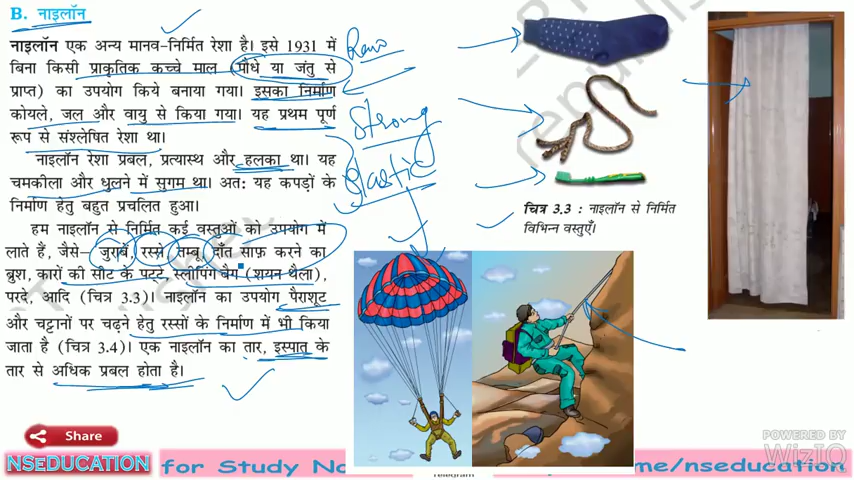 B. नाइलॉन
नाइलॉन एक अन्य मानव-निर्मित रेशा है। इसे 1931 में
बिना किसी प्राकृतिक कच्चे माल (पौधे या जंतु से
प्राप्त) का उपयोग किये बनाया गया। इसका निर्माण
कोयले, जल और वायु से किया गया। यह प्रथम पूर्ण
रूप से संश्लेषित रेशा था।
नाइलॉन रेशा प्रबल, प्रत्यास्थ और हलका था। यह
चमकीला और धुलने में सुगम था। अतः यह कपड़ों के
निर्माण हेतु बहुत प्रचलित हुआ।
हम नाइलॉन से निर्मित कई वस्तुओं को उपयोग में
लाते हैं, जैसे- जुराबें, रस्से, तम्बू, दाँत साफ़ करने का
ब्रुश, कारों की सीट के पट्टे, स्लीपिंग बैग (शयन थैला),
परदे, आदि (चित्र 3.3)। नाइलॉन का उपयोग पैराशूट
और चट्टानों पर चढ़ने हेतु रस्सों के निर्माण में भी किया
जाता है (चित्र 3.4)। एक नाइलॉन का तार, इस्पात के
तार से अधिक प्रबल होता है।
Strong
Elastic
चित्र 3.3 : नाइलॉन से निर्मित
विभिन्न वस्तुएँ।
Share
NSEDUCATION for Study No
me/nseducation
POWERED BY
WizIQ